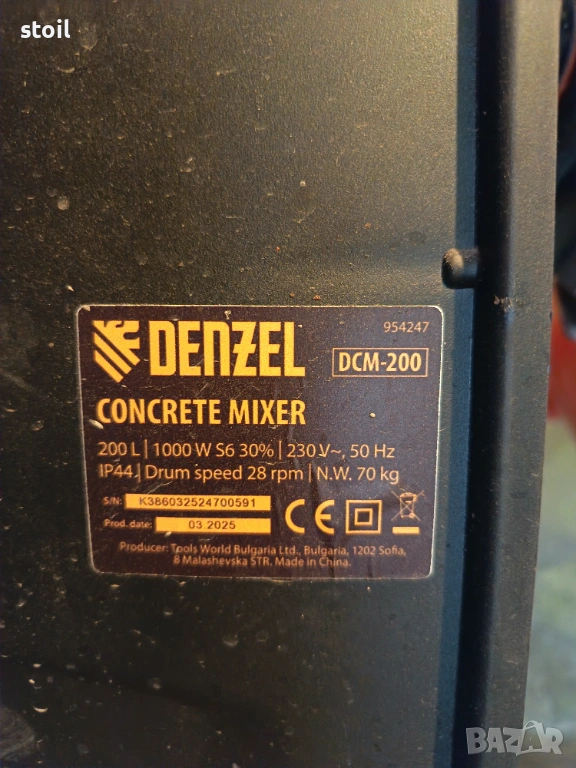 stoil
DENZEL
954247
DCM-200
CONCRETE MIXER
200 L | 1000 W S6 30% | 230 V~, 50 Hz
IP44 | Drum speed 28 rpm | N.W. 70 kg
S/N: K386032524700591
Prod. date: 03.2025
CE
Producer: Tools World Bulgaria Ltd., Bulgaria, 1202 Sofia,
8 Malashevska STR. Made in China.
BAZAR